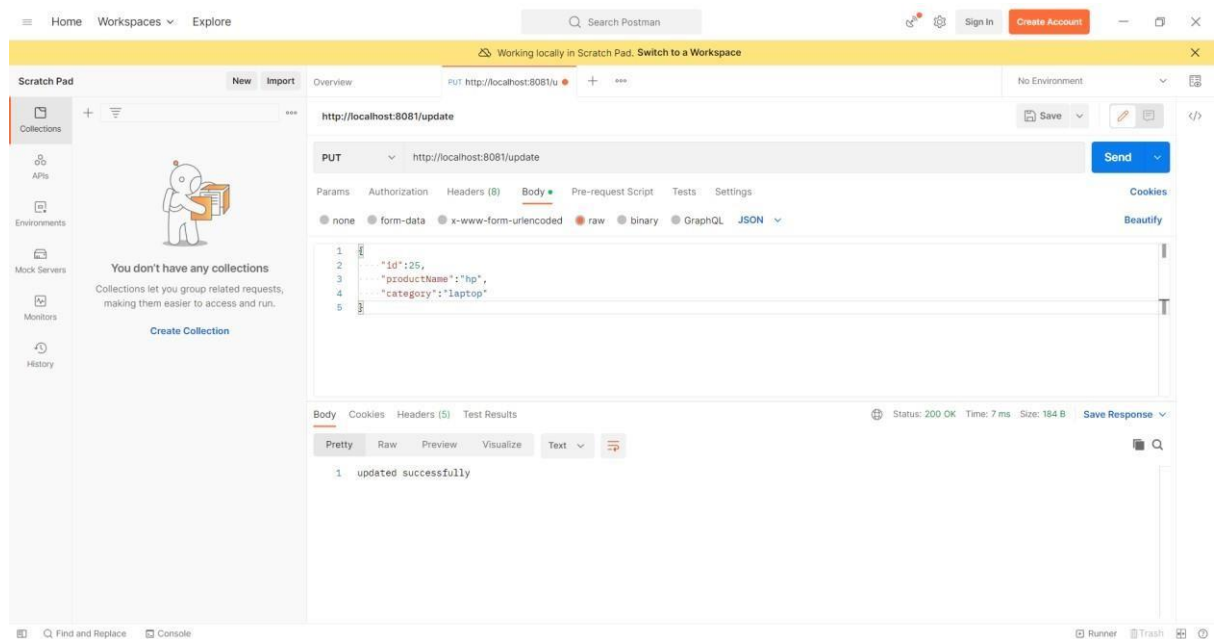 Home Workspaces Explore
Search Postman
Sign In Create Account
Working locally in Scratch Pad. Switch to a Workspace
Scratch Pad New Import
Overview PUT http://localhost:8081/u
No Environment
Collections
APIs
Environments
Mock Servers
Monitors
History
You don't have any collections
Collections let you group related requests,
making them easier to access and run.
Create Collection
http://localhost:8081/update
Save
PUT http://localhost:8081/update
Send
Params Authorization Headers (8) Body Pre-request Script Tests Settings
Cookies
none form-data x-www-form-urlencoded raw binary GraphQL JSON
Beautify
1 {
2 "id":25,
3 "productName":"hp",
4 "category":"laptop"
5 }
Body Cookies Headers (5) Test Results
Status: 200 OK Time: 7 ms Size: 184 B Save Response
Pretty Raw Preview Visualize Text
1 updated successfully
Find and Replace Console
Runner Trash